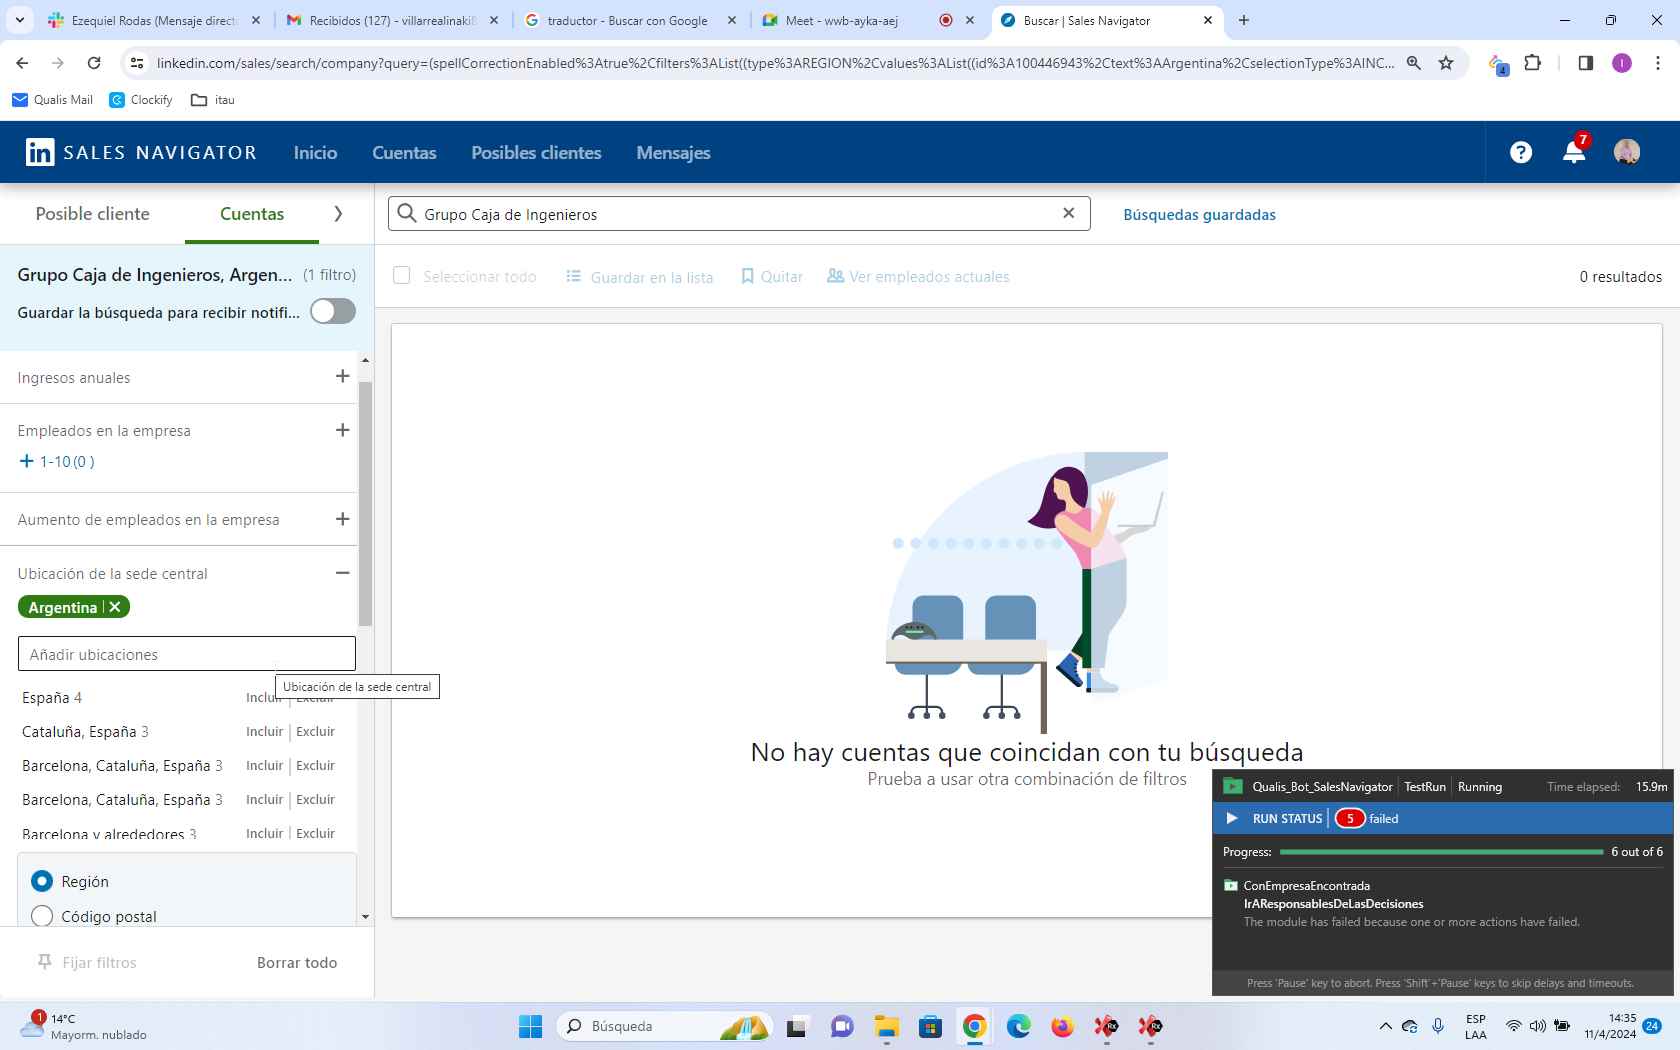 Ezequiel Rodas (Mensaje directo
Recibidos (127) - villarrealinaki8
traductor - Buscar con Google
Meet - wwb-ayka-aej
Buscar | Sales Navigator
linkedin.com/sales/search/company?query=(spellCorrectionEnabled%3Atrue%2Cfilters%3AList((type%3AREGION%2Cvalues%3AList((id%3A100446943%2Ctext%3AArgentina%2CselectionType%3AINC...
4
I
Qualis Mail
Clockify
itau
in SALES NAVIGATOR
Inicio
Cuentas
Posibles clientes
Mensajes
?
7
Posible cliente
Cuentas
Grupo Caja de Ingenieros
Búsquedas guardadas
Grupo Caja de Ingenieros, Argen... (1 filtro)
Guardar la búsqueda para recibir notifi...
Seleccionar todo
Guardar en la lista
Quitar
Ver empleados actuales
0 resultados
Ingresos anuales
Empleados en la empresa
1-10 (0 )
Aumento de empleados en la empresa
Ubicación de la sede central
Argentina
Añadir ubicaciones
Ubicación de la sede central
España 4 Incluir Excluir
Cataluña, España 3 Incluir Excluir
Barcelona, Cataluña, España 3 Incluir Excluir
Barcelona, Cataluña, España 3 Incluir Excluir
Barcelona y alrededores 3 Incluir Excluir
Región
Código postal
Fijar filtros
Borrar todo
No hay cuentas que coincidan con tu búsqueda
Prueba a usar otra combinación de filtros
Qualis_Bot_SalesNavigator TestRun Running Time elapsed: 15.9m
RUN STATUS 5 failed
Progress: 6 out of 6
ConEmpresaEncontrada
IrAResponsablesDeLasDecisiones
The module has failed because one or more actions have failed.
Press 'Pause' key to abort. Press 'Shift'+'Pause' keys to skip delays and timeouts.
1
14°C
Mayorm. nublado
Búsqueda
Rx
Rx
ESP
LAA
14:35
11/4/2024
24